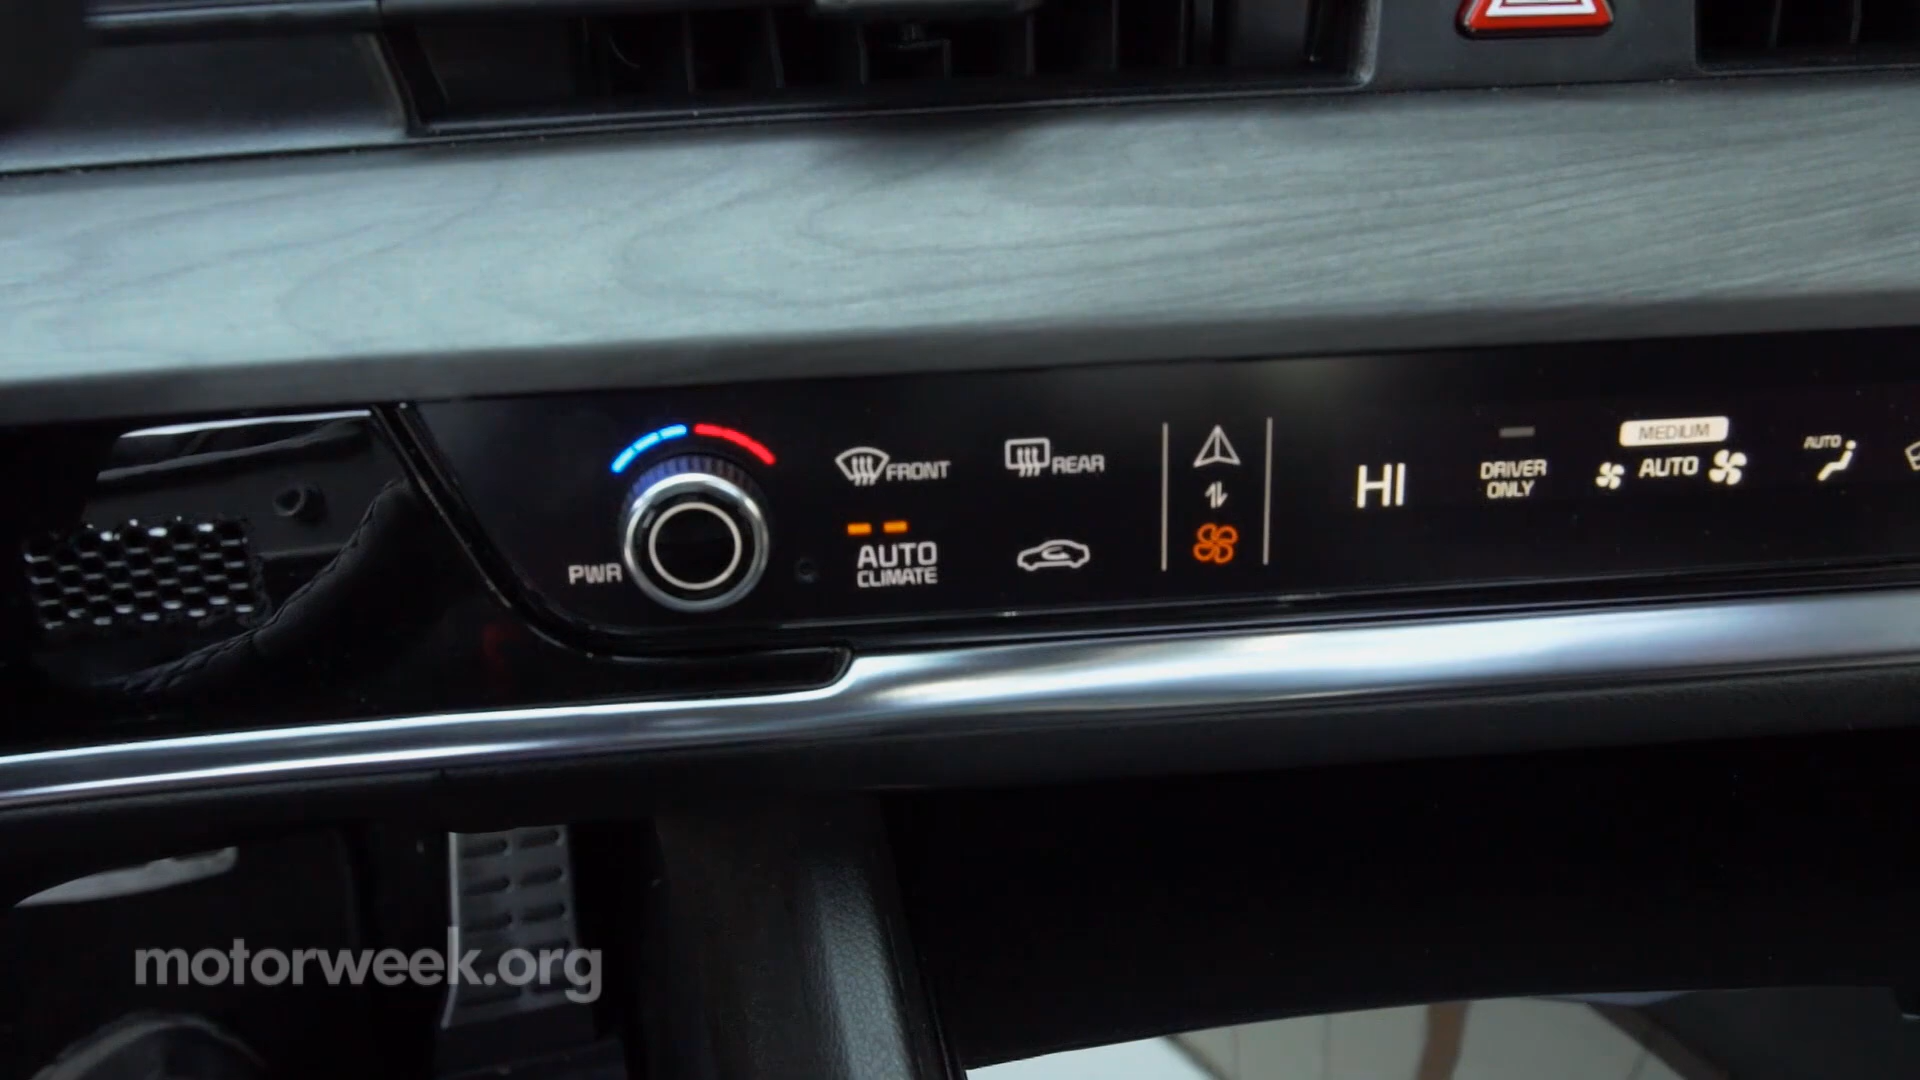 FRONT
REAR
PWR
AUTO
CLIMATE
HI
DRIVER
ONLY
MEDIUM
AUTO
AUTO
motorweek.org